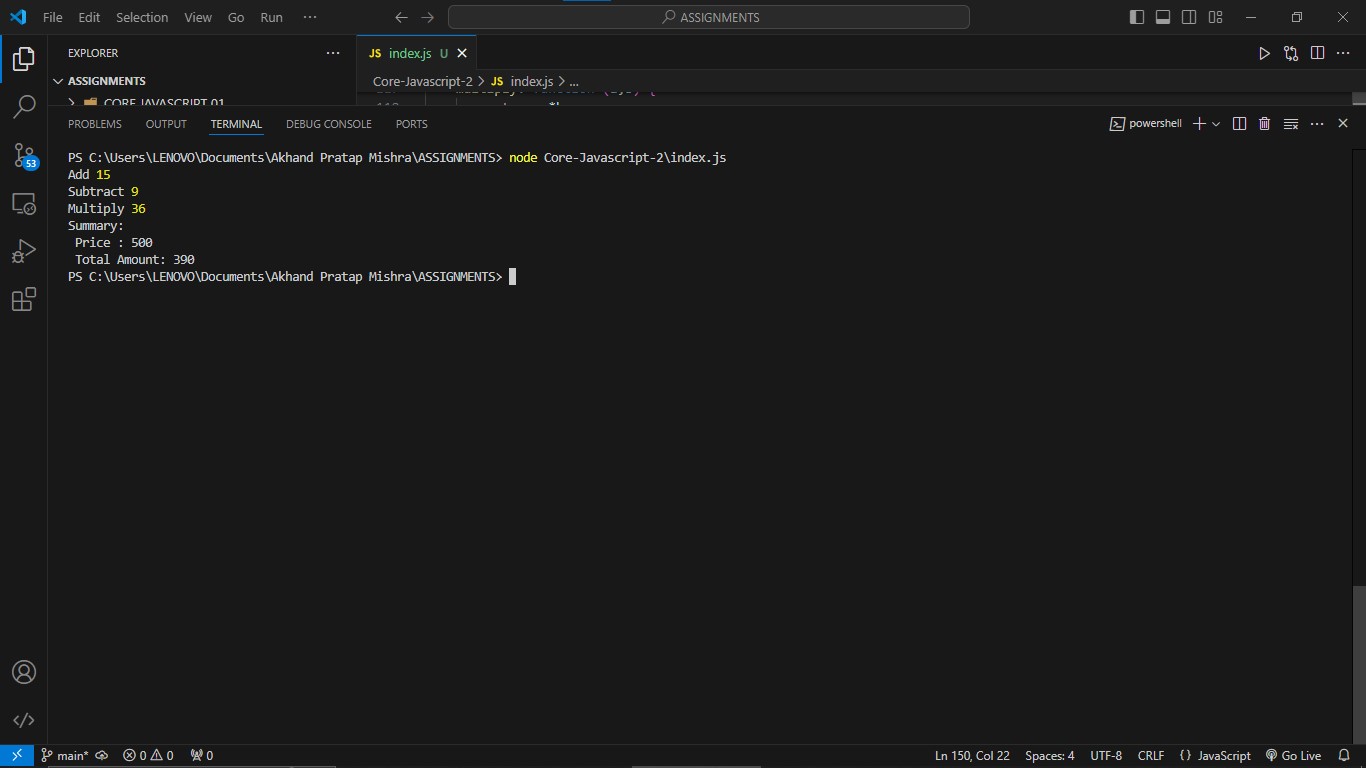 File Edit Selection View Go Run ...
ASSIGNMENTS
EXPLORER
JS index.js U
ASSIGNMENTS
Core-Javascript-2 > JS index.js > ...
CORE JAVASCRIPT 01
PROBLEMS OUTPUT TERMINAL DEBUG CONSOLE PORTS
powershell
PS C:\Users\LENOVO\Documents\Akhand Pratap Mishra\ASSIGNMENTS> node Core-Javascript-2\index.js
Add 15
Subtract 9
Multiply 36
Summary:
Price : 500
Total Amount: 390
PS C:\Users\LENOVO\Documents\Akhand Pratap Mishra\ASSIGNMENTS>
53
main* 0 0 0
Ln 150, Col 22 Spaces: 4 UTF-8 CRLF {} JavaScript Go Live